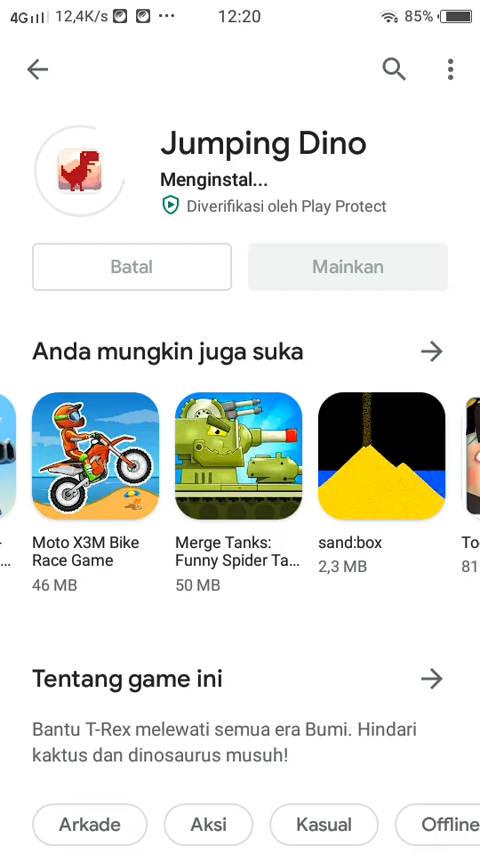 4G 12,4K/s 12:20 85%
Jumping Dino
Menginstal...
Diverifikasi oleh Play Protect
Batal Mainkan
Anda mungkin juga suka
Moto X3M Bike
Race Game
46 MB
Merge Tanks:
Funny Spider Ta...
50 MB
sand:box
2,3 MB
To
81
Tentang game ini
Bantu T-Rex melewati semua era Bumi. Hindari
kaktus dan dinosaurus musuh!
Arkade Aksi Kasual Offline